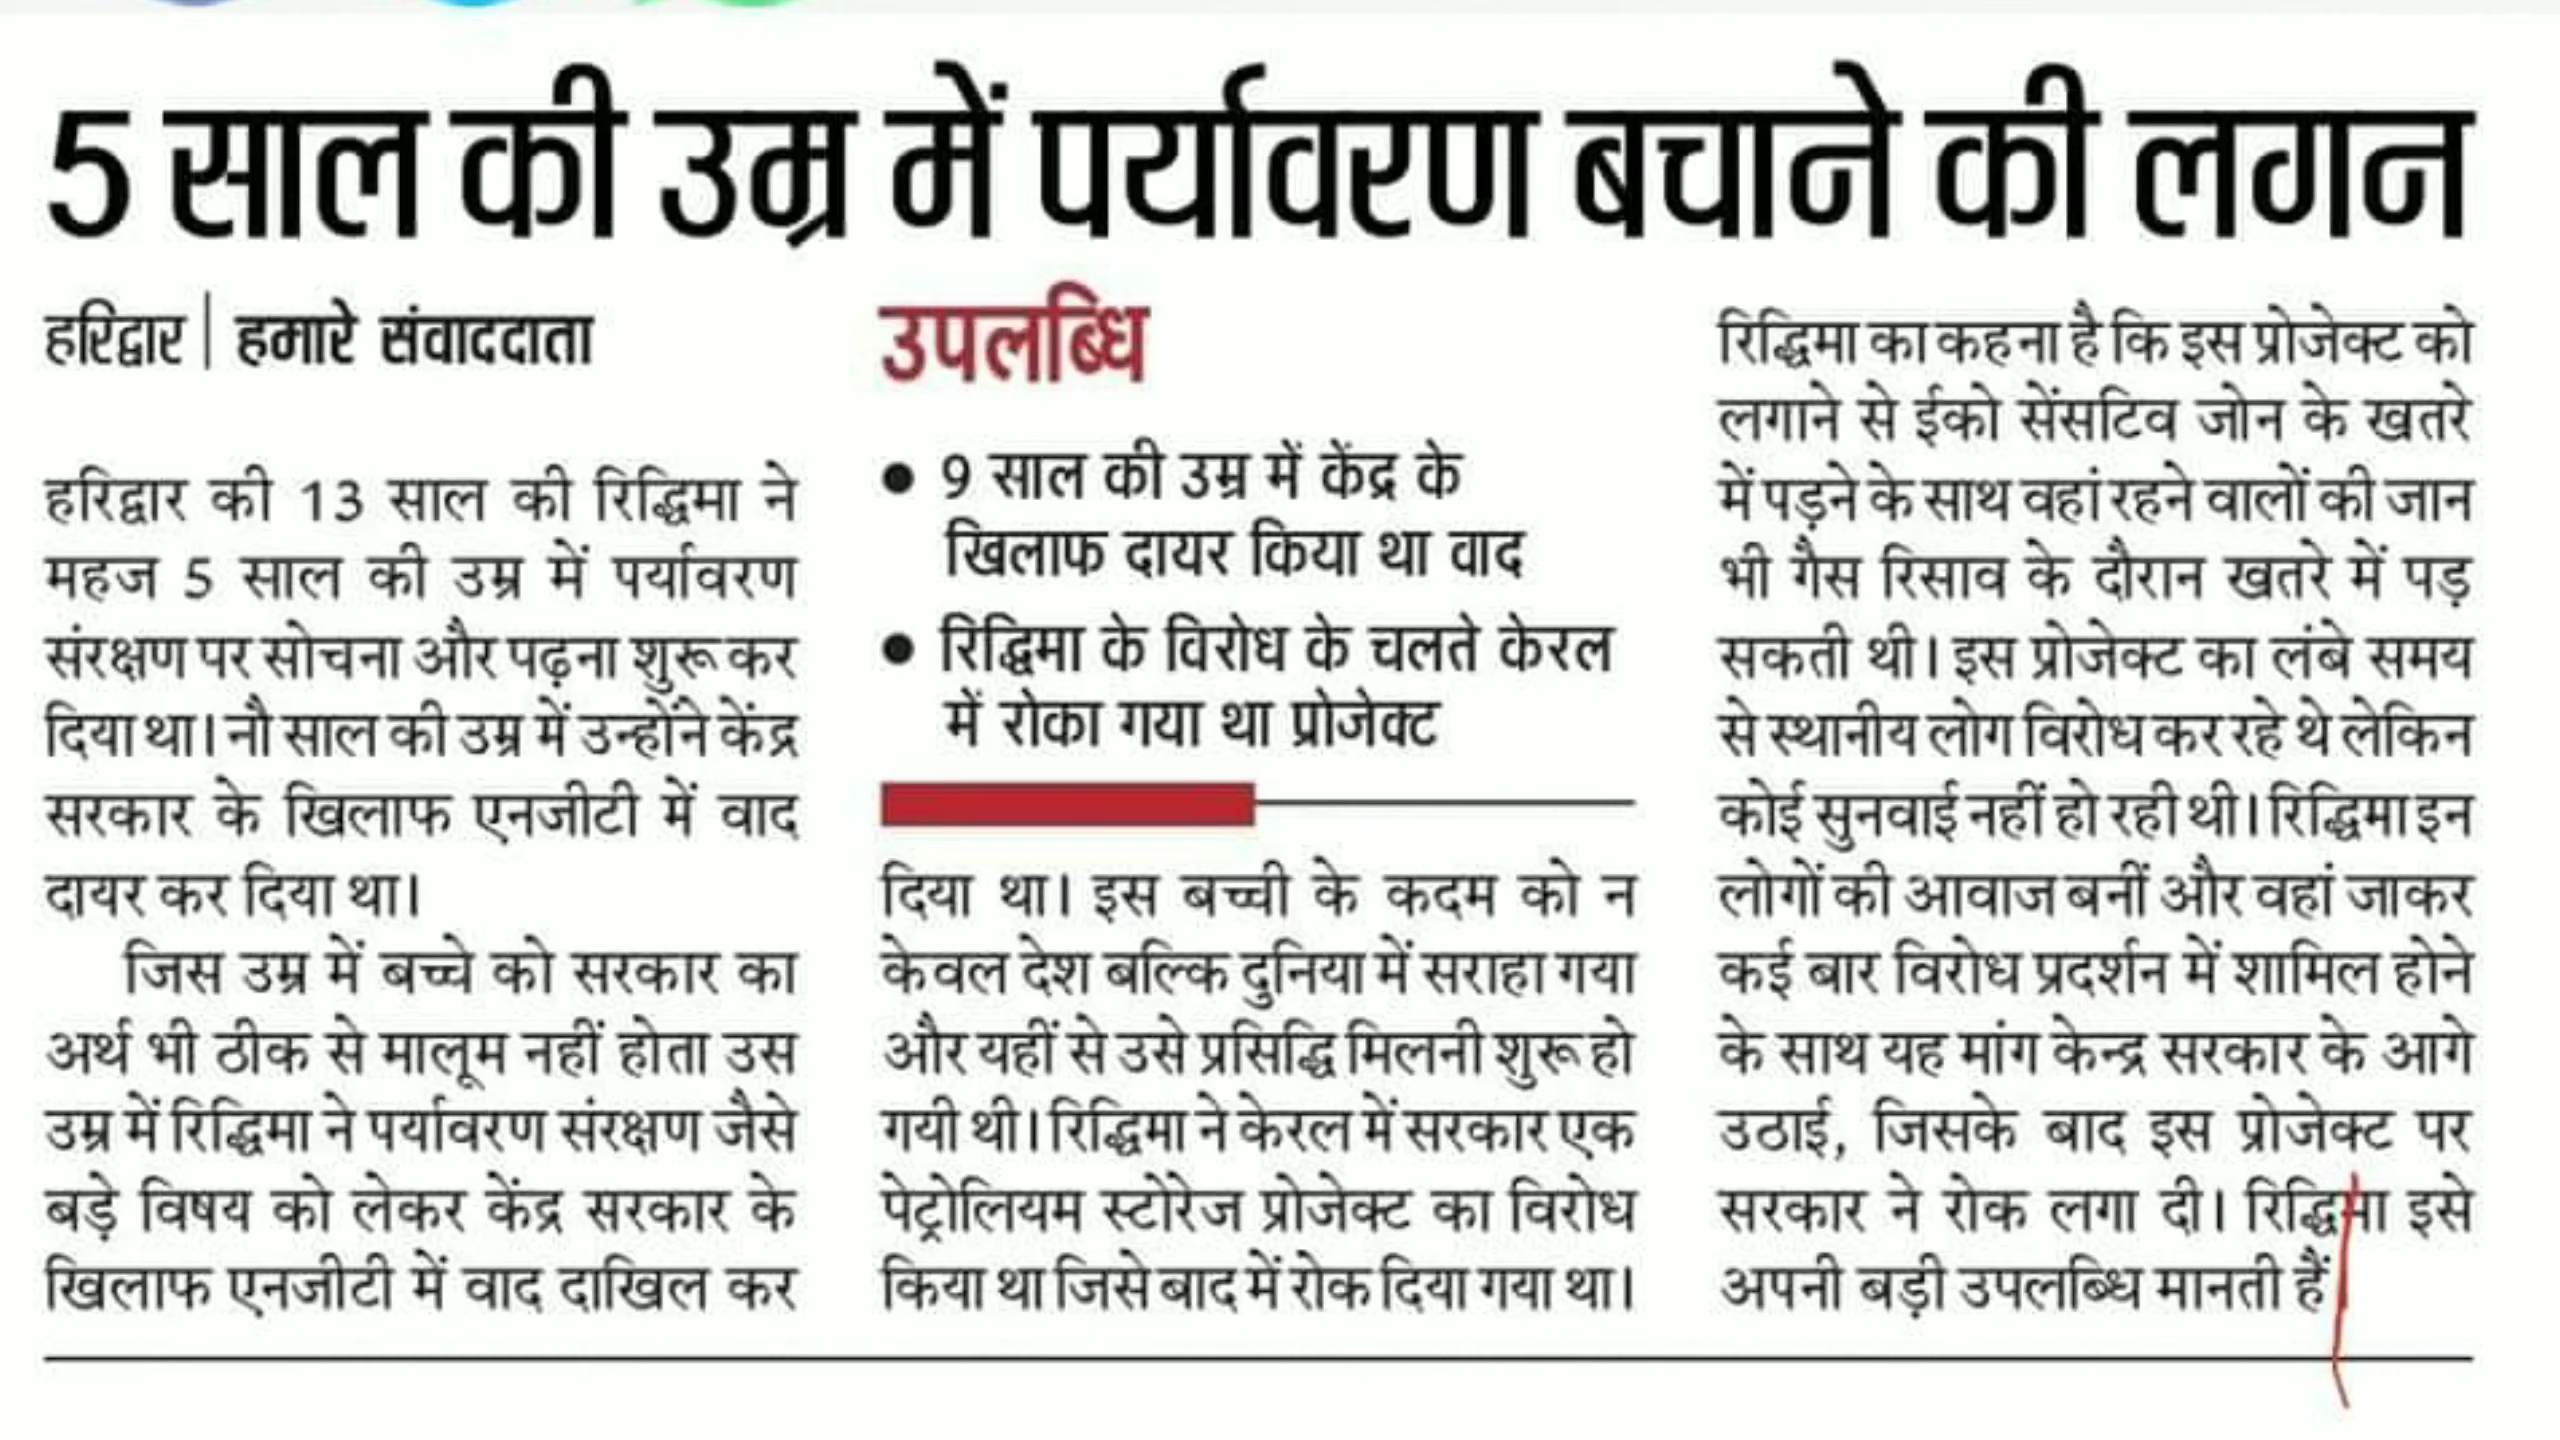 5 साल की उम्र में पर्यावरण बचाने की लगन
हरिद्वार | हमारे संवाददाता
हरिद्वार की 13 साल की रिद्धिमा ने
महज 5 साल की उम्र में पर्यावरण
संरक्षण पर सोचना और पढ़ना शुरू कर
दिया था। नौ साल की उम्र में उन्होंने केंद्र
सरकार के खिलाफ एनजीटी में वाद
दायर कर दिया था।
जिस उम्र में बच्चे को सरकार का
अर्थ भी ठीक से मालूम नहीं होता उस
उम्र में रिद्धिमा ने पर्यावरण संरक्षण जैसे
बड़े विषय को लेकर केंद्र सरकार के
खिलाफ एनजीटी में वाद दाखिल कर
उपलब्धि
● 9 साल की उम्र में केंद्र के
खिलाफ दायर किया था वाद
● रिद्धिमा के विरोध के चलते केरल
में रोका गया था प्रोजेक्ट
दिया था। इस बच्ची के कदम को न
केवल देश बल्कि दुनिया में सराहा गया
और यहीं से उसे प्रसिद्धि मिलनी शुरू हो
गयी थी। रिद्धिमा ने केरल में सरकार एक
पेट्रोलियम स्टोरेज प्रोजेक्ट का विरोध
किया था जिसे बाद में रोक दिया गया था।
रिद्धिमा का कहना है कि इस प्रोजेक्ट को
लगाने से ईको सेंसटिव जोन के खतरे
में पड़ने के साथ वहां रहने वालों की जान
भी गैस रिसाव के दौरान खतरे में पड़
सकती थी। इस प्रोजेक्ट का लंबे समय
से स्थानीय लोग विरोध कर रहे थे लेकिन
कोई सुनवाई नहीं हो रही थी। रिद्धिमा इन
लोगों की आवाज बनीं और वहां जाकर
कई बार विरोध प्रदर्शन में शामिल होने
के साथ यह मांग केन्द्र सरकार के आगे
उठाई, जिसके बाद इस प्रोजेक्ट पर
सरकार ने रोक लगा दी। रिद्धिमा इसे
अपनी बड़ी उपलब्धि मानती हैं